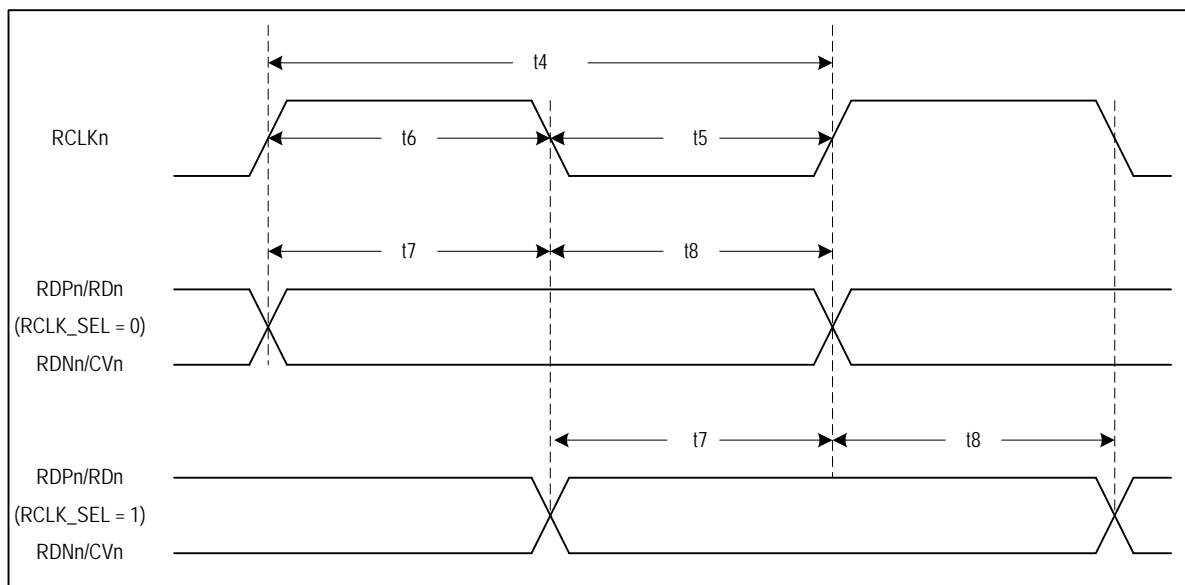 t4
RCLKn
t6
t5
t7
t8
RDPn/RDn
(RCLK_SEL = 0)
RDNn/CVn
t7
t8
RDPn/RDn
(RCLK_SEL = 1)
RDNn/CVn